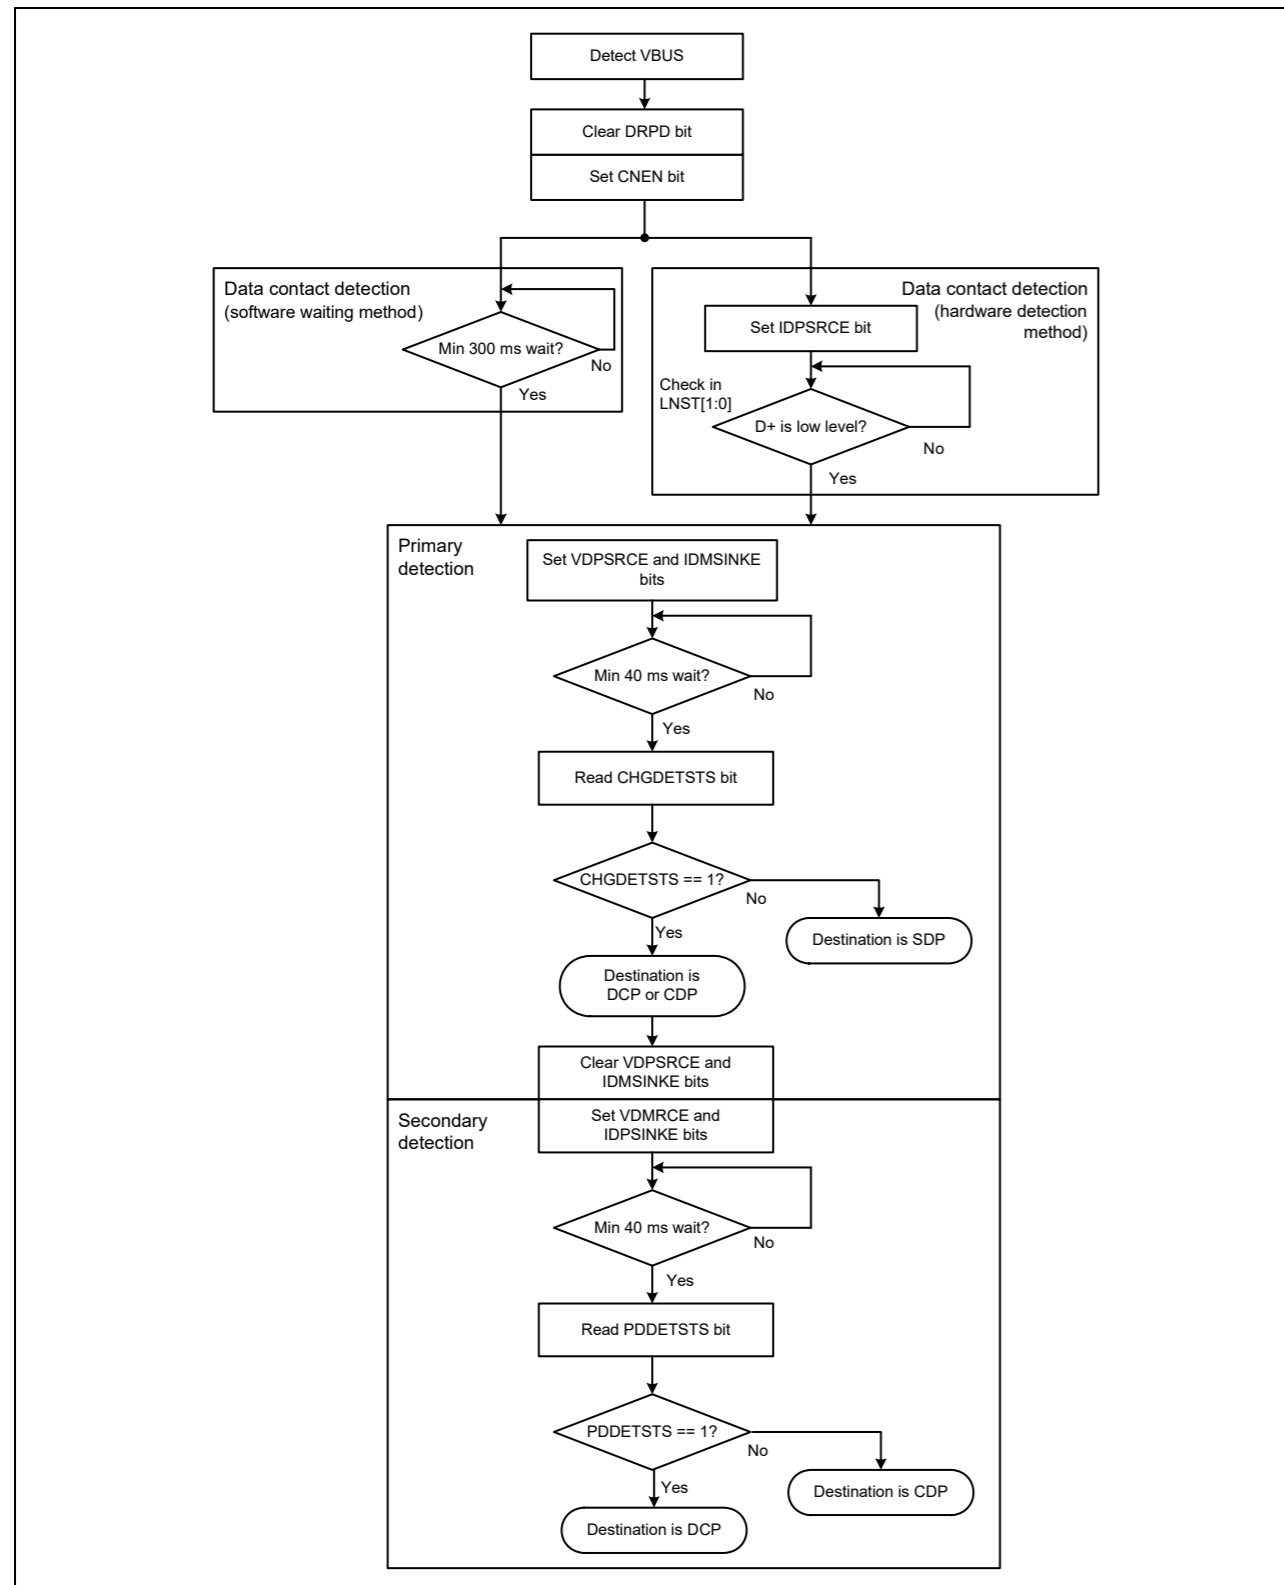 Detect VBUS
Clear DRPD bit
Set CNEN bit
Data contact detection
(software waiting method)
Min 300 ms wait?
No
Yes
Data contact detection
(hardware detection
method)
Set IDPSRCE bit
Check in
LNST[1:0]
D+ is low level?
No
Yes
Primary
detection
Set VDPSRCE and IDMSINKE
bits
Min 40 ms wait?
No
Yes
Read CHGDETSTS bit
CHGDETSTS == 1?
No
Yes
Destination is SDP
Destination is
DCP or CDP
Clear VDPSRCE and
IDMSINKE bits
Secondary
detection
Set VDMRCE and
IDPSINKE bits
Min 40 ms wait?
No
Yes
Read PDDETSTS bit
PDDETSTS == 1?
No
Yes
Destination is CDP
Destination is DCP